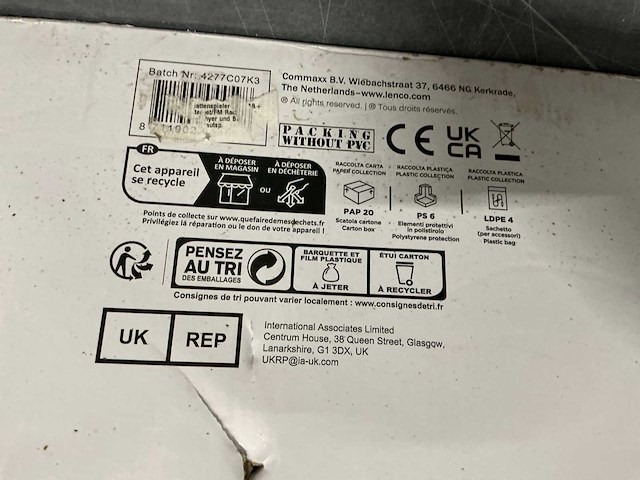 Batch Nr. 4277C07K3
Commaxx B.V. Wiebachstraat 37, 6466 NG Kerkrade,
The Netherlands-www.lenco.com
® All rights reserved. | ® Tous droits réservés.
PACKING
WITHOUT PVC
CE
UK
CA
FR
Cet appareil
se recycle
À DÉPOSER
EN MAGASIN
OU
À DÉPOSER
EN DÉCHÈTERIE
Points de collecte sur www.quefairedemesdechets.fr
Privilégiez la réparation ou le don de votre appareil !
RACCOLTA CARTA
PAPER COLLECTION
PAP 20
Scatola cartone
Carton box
RACCOLTA PLASTICA
PLASTIC COLLECTION
PS 6
Elementi protettivi
in polistirolo
Polystyrene protection
RACCOLTA PLASTICA
PLASTIC COLLECTION
LDPE 4
Sachetto
(per accessori)
Plastic bag
PENSEZ
AU TRI
DES EMBALLAGES
BARQUETTE ET
FILM PLASTIQUE
À JETER
ÉTUI CARTON
À RECYCLER
Consignes de tri pouvant varier localement : www.consignesdetri.fr
UK REP
International Associates Limited
Centrum House, 38 Queen Street, Glasgow,
Lanarkshire, G1 3DX, UK
UKRP@ia-uk.com